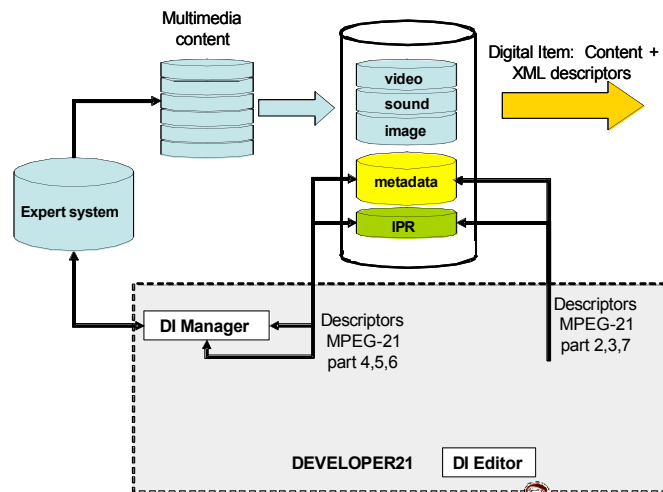 Multimedia
content
Digital Item: Content +
XML descriptors
video
sound
image
metadata
IPR
Expert system
DI Manager
Descriptors
MPEG-21
part 4,5,6
Descriptors
MPEG-21
part 2,3,7
DEVELOPER21
DI Editor